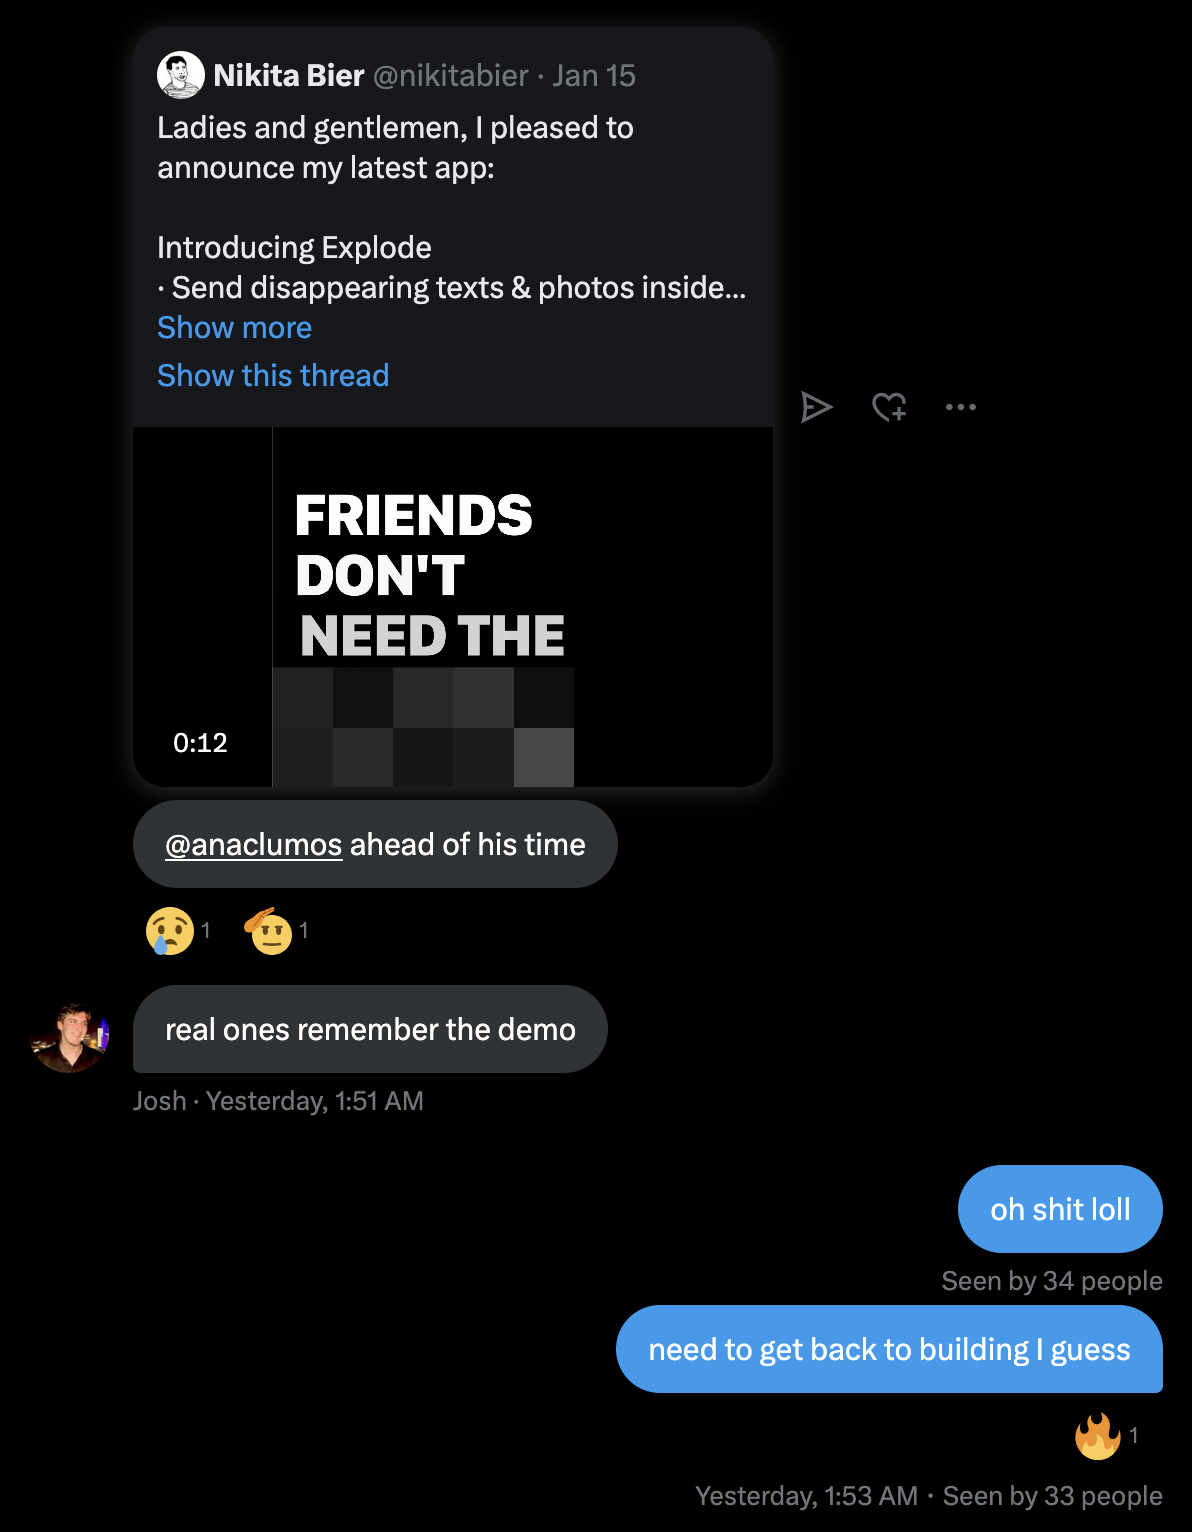 Nikita Bier @nikitabier · Jan 15
Ladies and gentlemen, I pleased to
announce my latest app:
Introducing Explode
· Send disappearing texts & photos inside...
Show more
Show this thread
FRIENDS
DON'T
NEED THE
0:12
@anaclumos ahead of his time
1 1
real ones remember the demo
Josh · Yesterday, 1:51 AM
oh shit loll
Seen by 34 people
need to get back to building I guess
1
Yesterday, 1:53 AM · Seen by 33 people